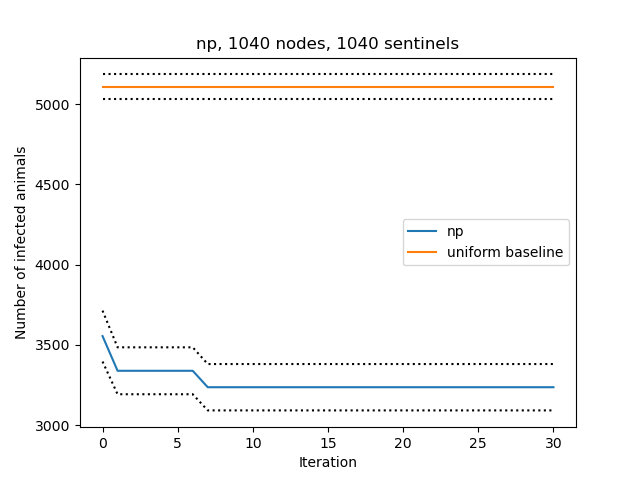 np, 1040 nodes, 1040 sentinels
Number of infected animals
5000
4500
4000
3500
3000
np
uniform baseline
0 5 10 15 20 25 30
Iteration